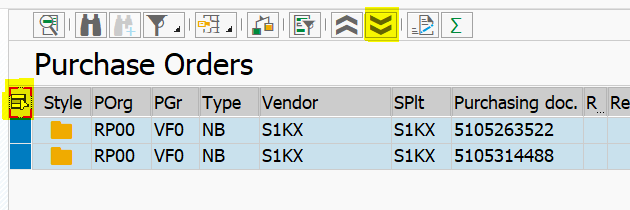 Σ
Purchase Orders
Style POrg PGr Type Vendor SPlt Purchasing doc. R... Re
RP00 VF0 NB S1KX S1KX 5105263522
RP00 VF0 NB S1KX S1KX 5105314488